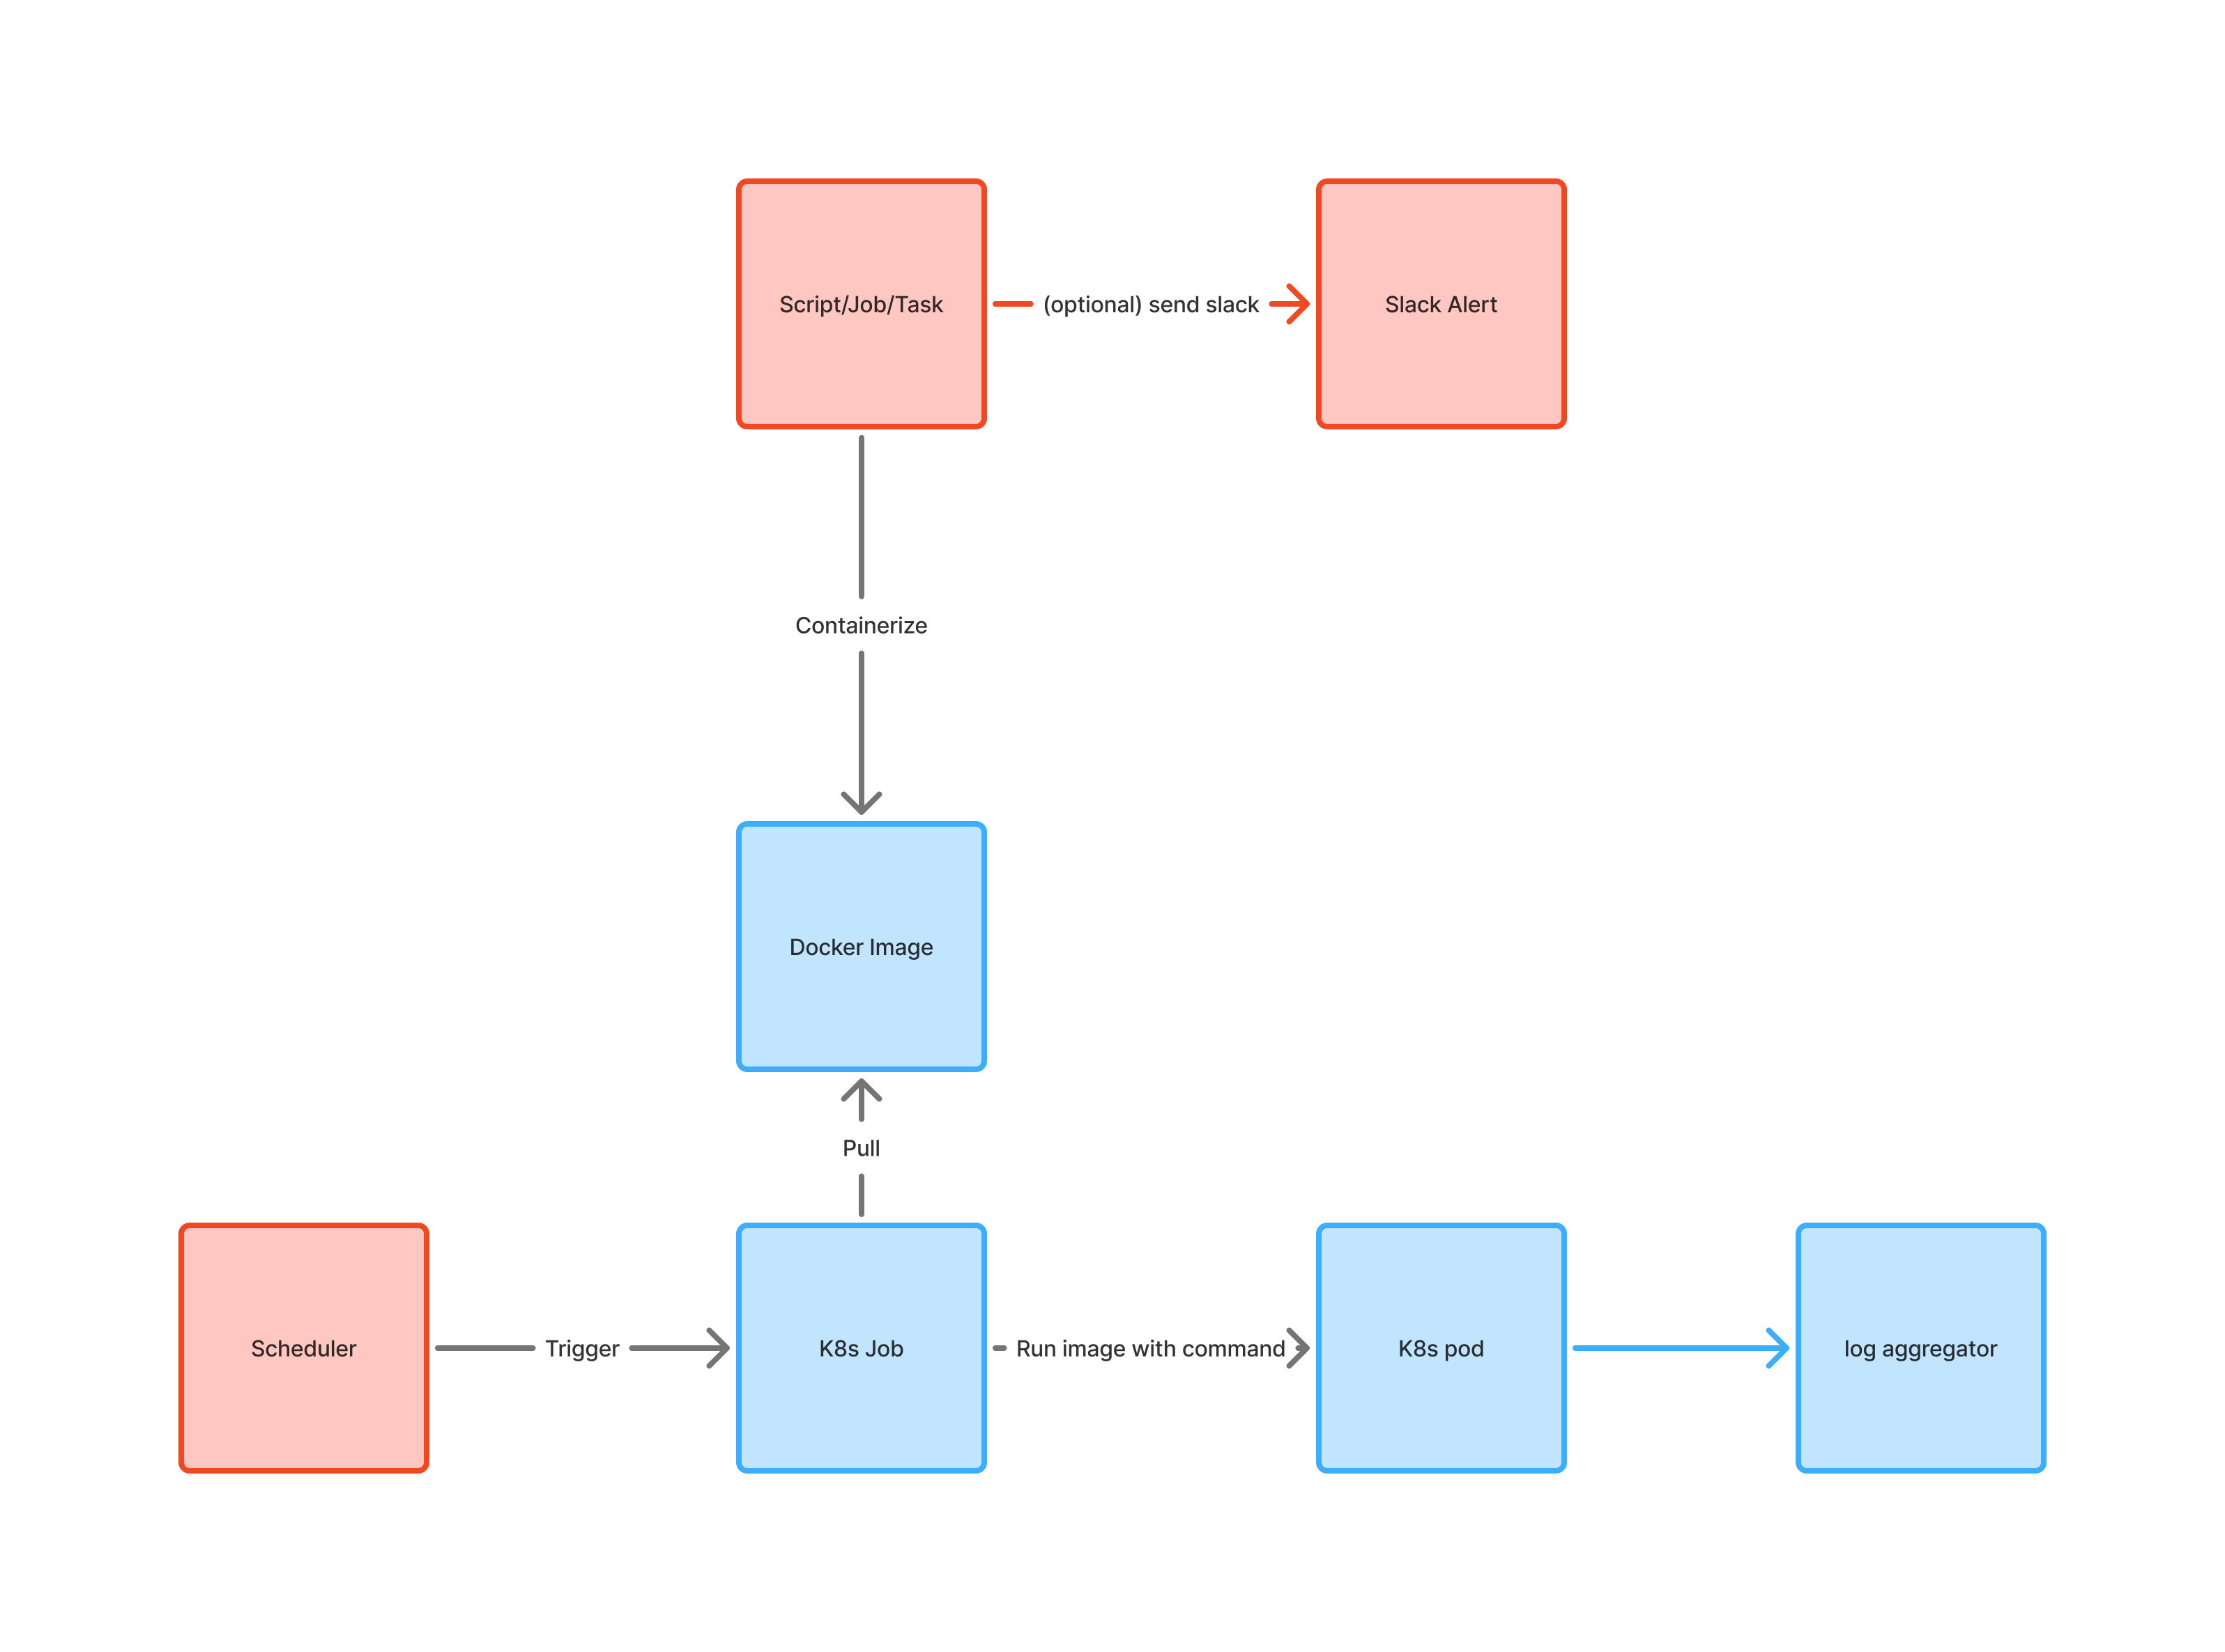 Script/Job/Task
(optional) send slack
Slack Alert
Containerize
Docker Image
Pull
Scheduler
Trigger
K8s Job
Run image with command
K8s pod
log aggregator